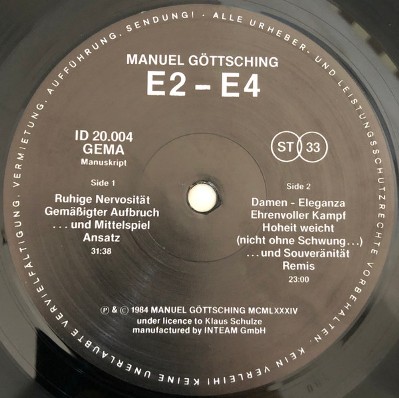 MANUEL GÖTTSCHING
E2 – E4
ID 20.004
GEMA
Manuskript
ST 33
Side 1
Ruhige Nervosität
Gemäßigter Aufbruch
. . . und Mittelspiel
Ansatz
31:38
Side 2
Damen - Eleganza
Ehrenvoller Kampf
Hoheit weicht
(nicht ohne Schwung. . .)
. . . und Souveränität
Remis
23:00
Ⓟ & © 1984 MANUEL GÖTTSCHING MCMLXXXIV
under licence to Klaus Schulze
manufactured by INTEAM GmbH
ALLE URHEBER- UND LEISTUNGSSCHUTZRECHTE VORBEHALTEN. KEIN VERLEIH! KEINE UNERLAUBTE VERVIELFÄLTIGUNG, VERMIETUNG, AUFFÜHRUNG, SENDUNG! -